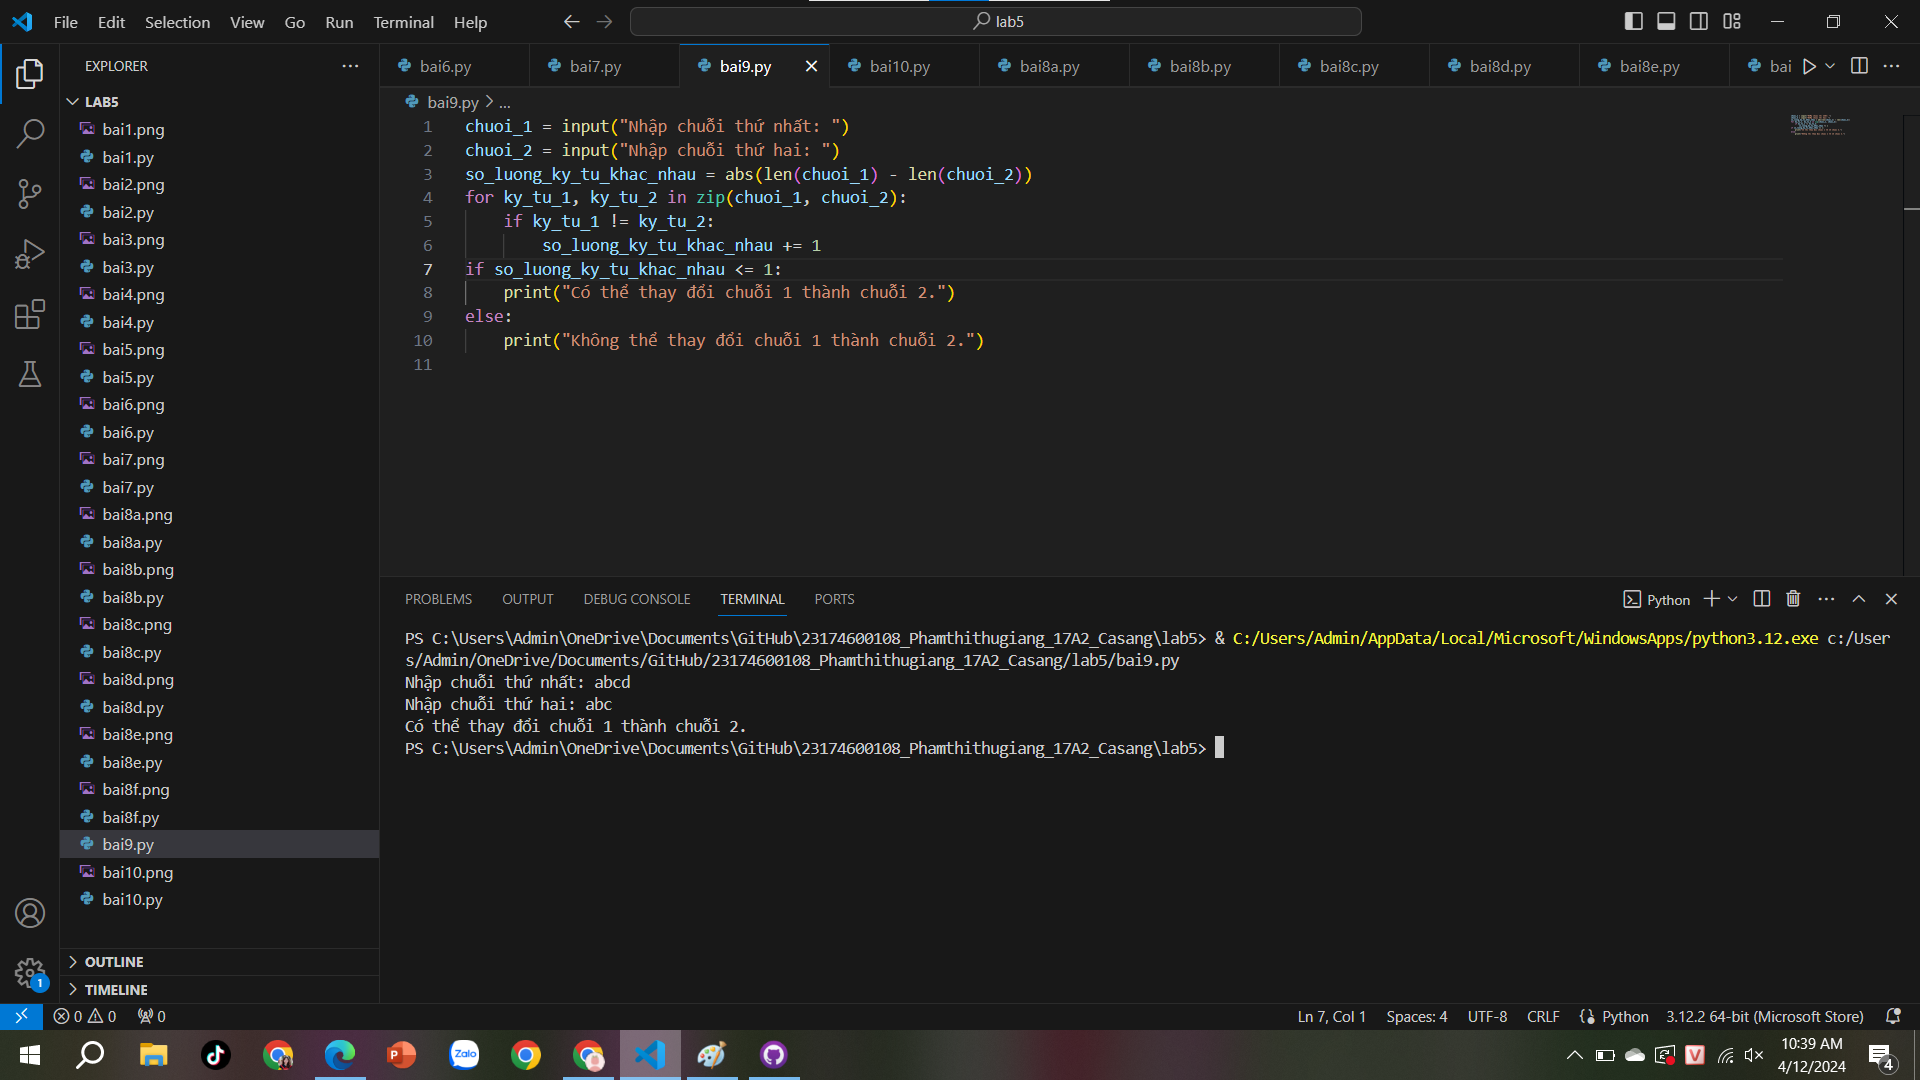 File Edit Selection View Go Run Terminal Help
lab5
EXPLORER
LAB5
bai1.png
bai1.py
bai2.png
bai2.py
bai3.png
bai3.py
bai4.png
bai4.py
bai5.png
bai5.py
bai6.png
bai6.py
bai7.png
bai7.py
bai8a.png
bai8a.py
bai8b.png
bai8b.py
bai8c.png
bai8c.py
bai8d.png
bai8d.py
bai8e.png
bai8e.py
bai8f.png
bai8f.py
bai9.py
bai10.png
bai10.py
OUTLINE
TIMELINE
bai6.py bai7.py bai9.py bai10.py bai8a.py bai8b.py bai8c.py bai8d.py bai8e.py bai
bai9.py > ...
1 chuoi_1 = input("Nhập chuỗi thứ nhất: ")
2 chuoi_2 = input("Nhập chuỗi thứ hai: ")
3 so_luong_ky_tu_khac_nhau = abs(len(chuoi_1) - len(chuoi_2))
4 for ky_tu_1, ky_tu_2 in zip(chuoi_1, chuoi_2):
5 if ky_tu_1 != ky_tu_2:
6 so_luong_ky_tu_khac_nhau += 1
7 if so_luong_ky_tu_khac_nhau <= 1:
8 print("Có thể thay đổi chuỗi 1 thành chuỗi 2.")
9 else:
10 print("Không thể thay đổi chuỗi 1 thành chuỗi 2.")
11
PROBLEMS OUTPUT DEBUG CONSOLE TERMINAL PORTS
Python
PS C:\Users\Admin\OneDrive\Documents\GitHub\23174600108_Phamthithugiang_17A2_Casang\lab5> & C:/Users/Admin/AppData/Local/Microsoft/WindowsApps/python3.12.exe c:/User
s/Admin/OneDrive/Documents/GitHub/23174600108_Phamthithugiang_17A2_Casang/lab5/bai9.py
Nhập chuỗi thứ nhất: abcd
Nhập chuỗi thứ hai: abc
Có thể thay đổi chuỗi 1 thành chuỗi 2.
PS C:\Users\Admin\OneDrive\Documents\GitHub\23174600108_Phamthithugiang_17A2_Casang\lab5>
1
0 0 0
Ln 7, Col 1 Spaces: 4 UTF-8 CRLF Python 3.12.2 64-bit (Microsoft Store)
Zalo
V
10:39 AM
4/12/2024
4